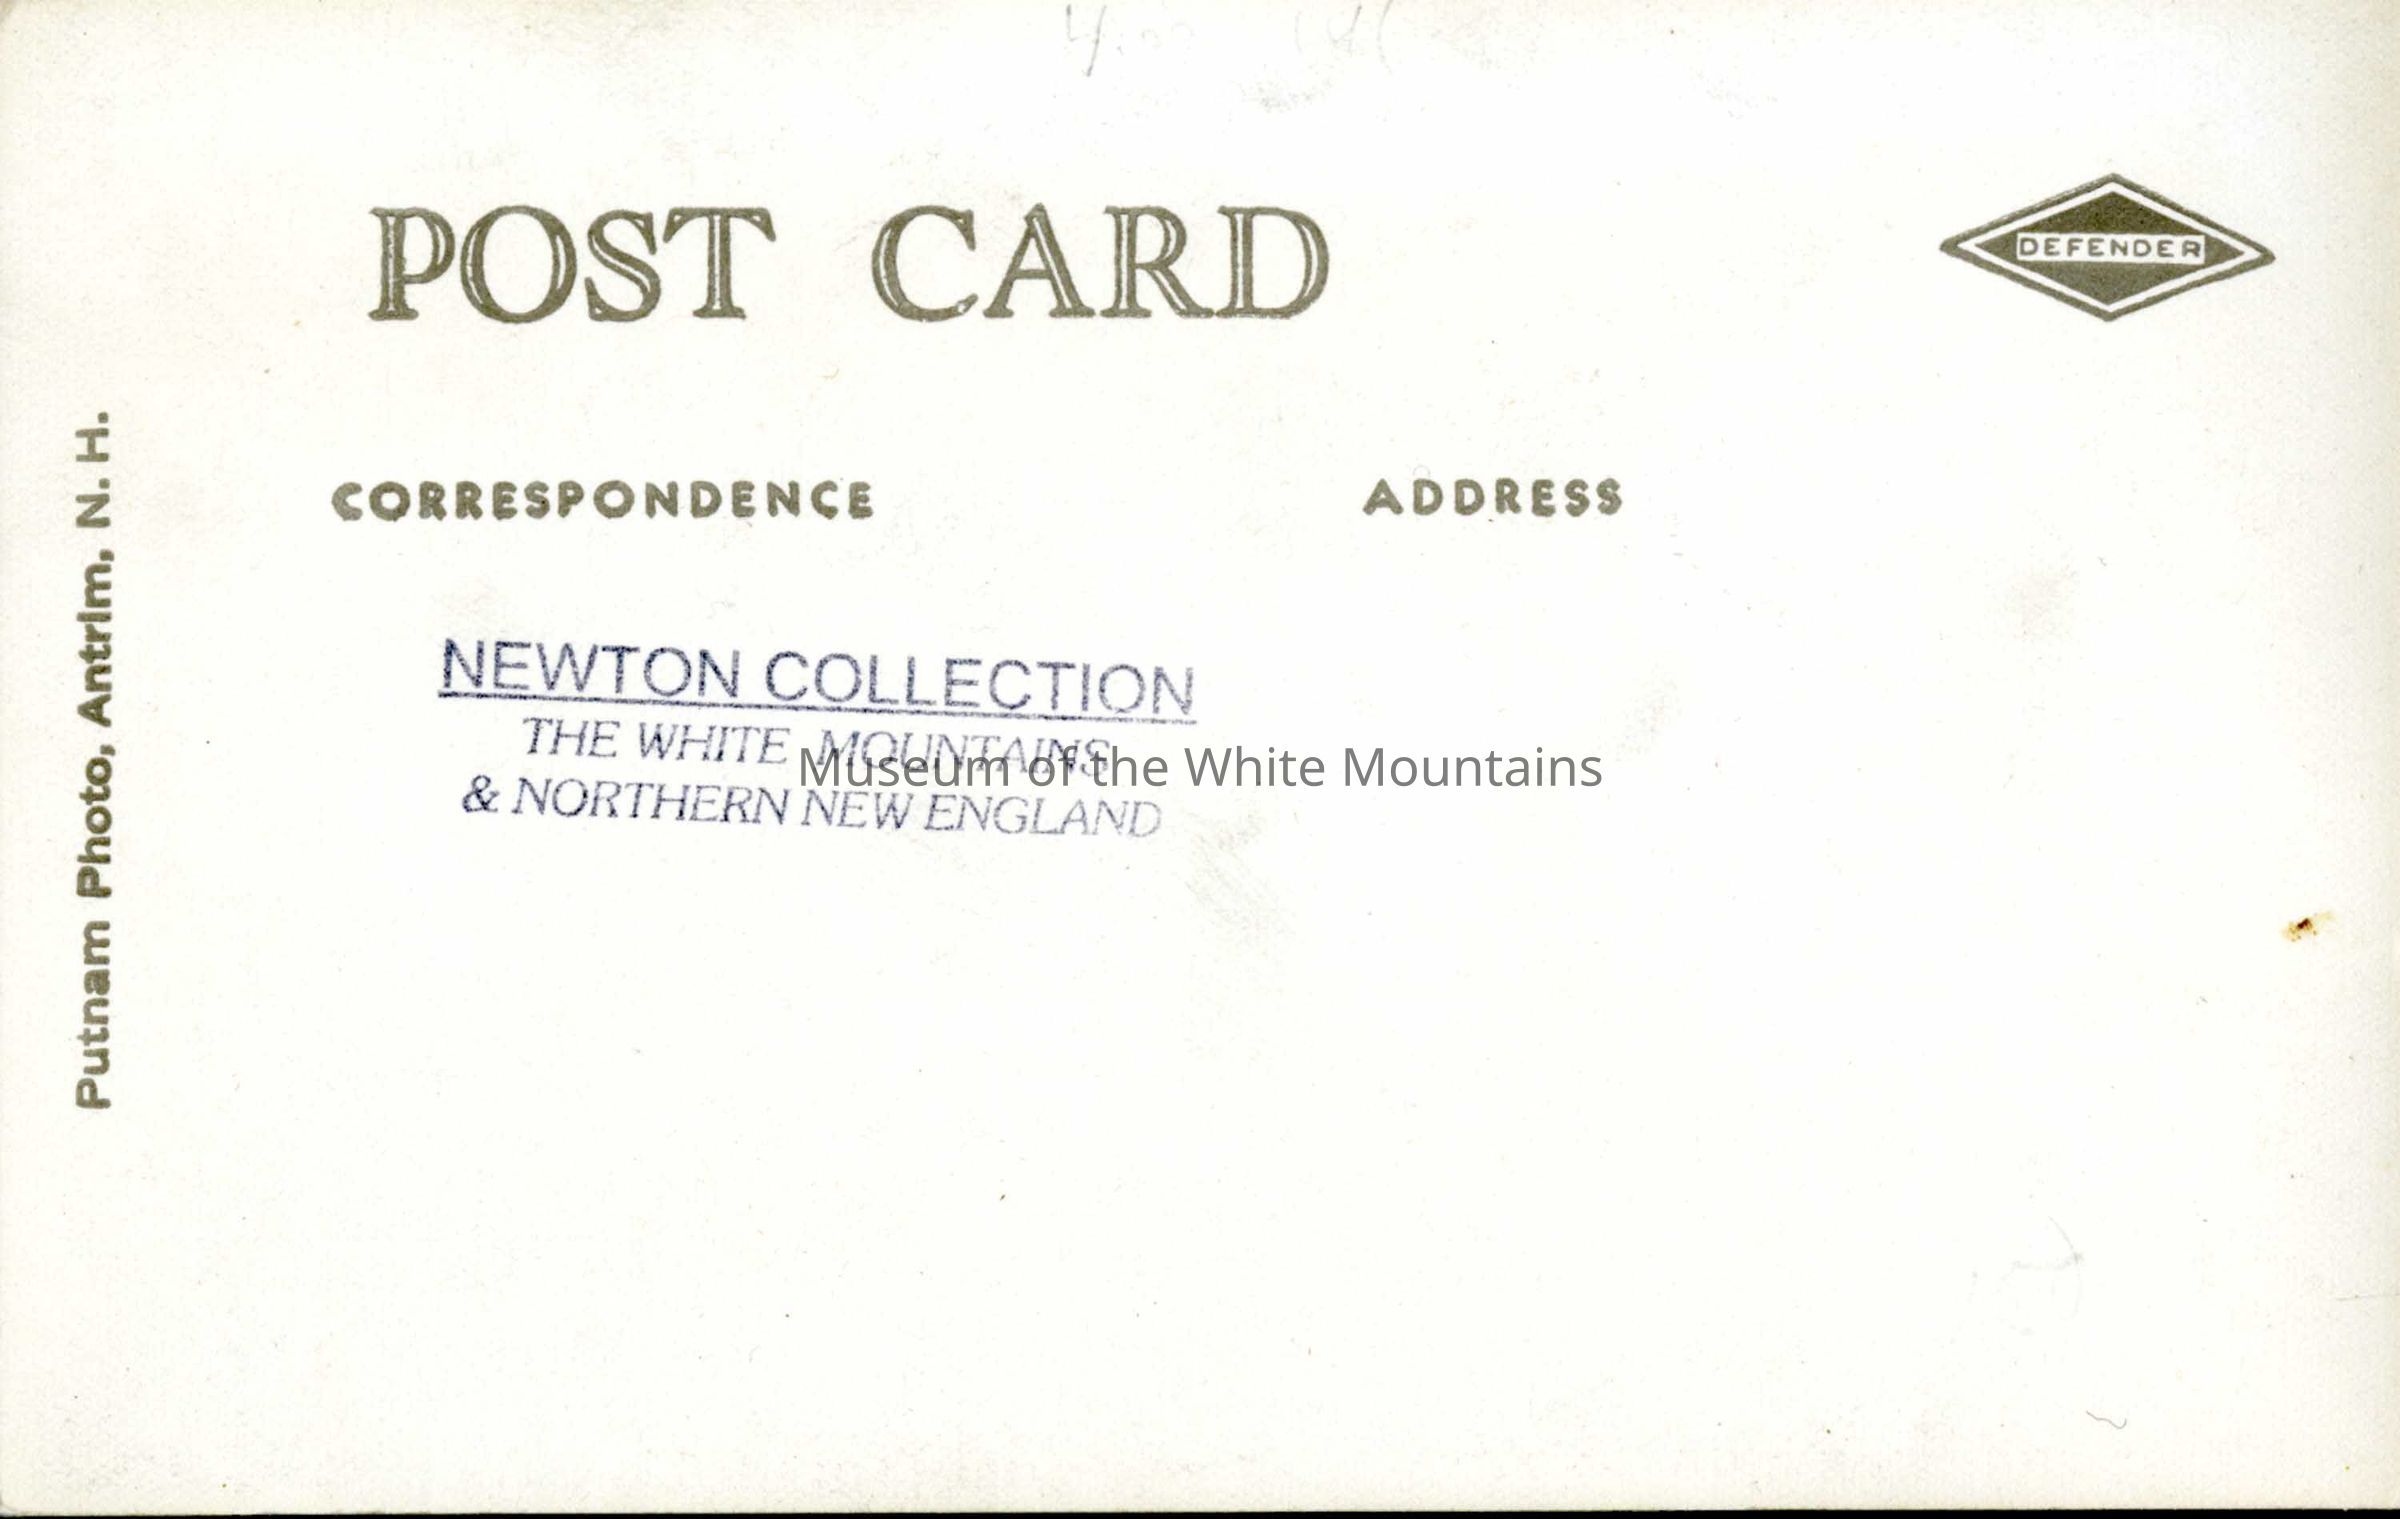 POST CARD
DEFENDER
CORRESPONDENCE
ADDRESS
Putnam Photo, Antrim, N. H.
NEWTON COLLECTION
THE WHITE MOUNTAINS
& NORTHERN NEW ENGLAND
Museum of the White Mountains